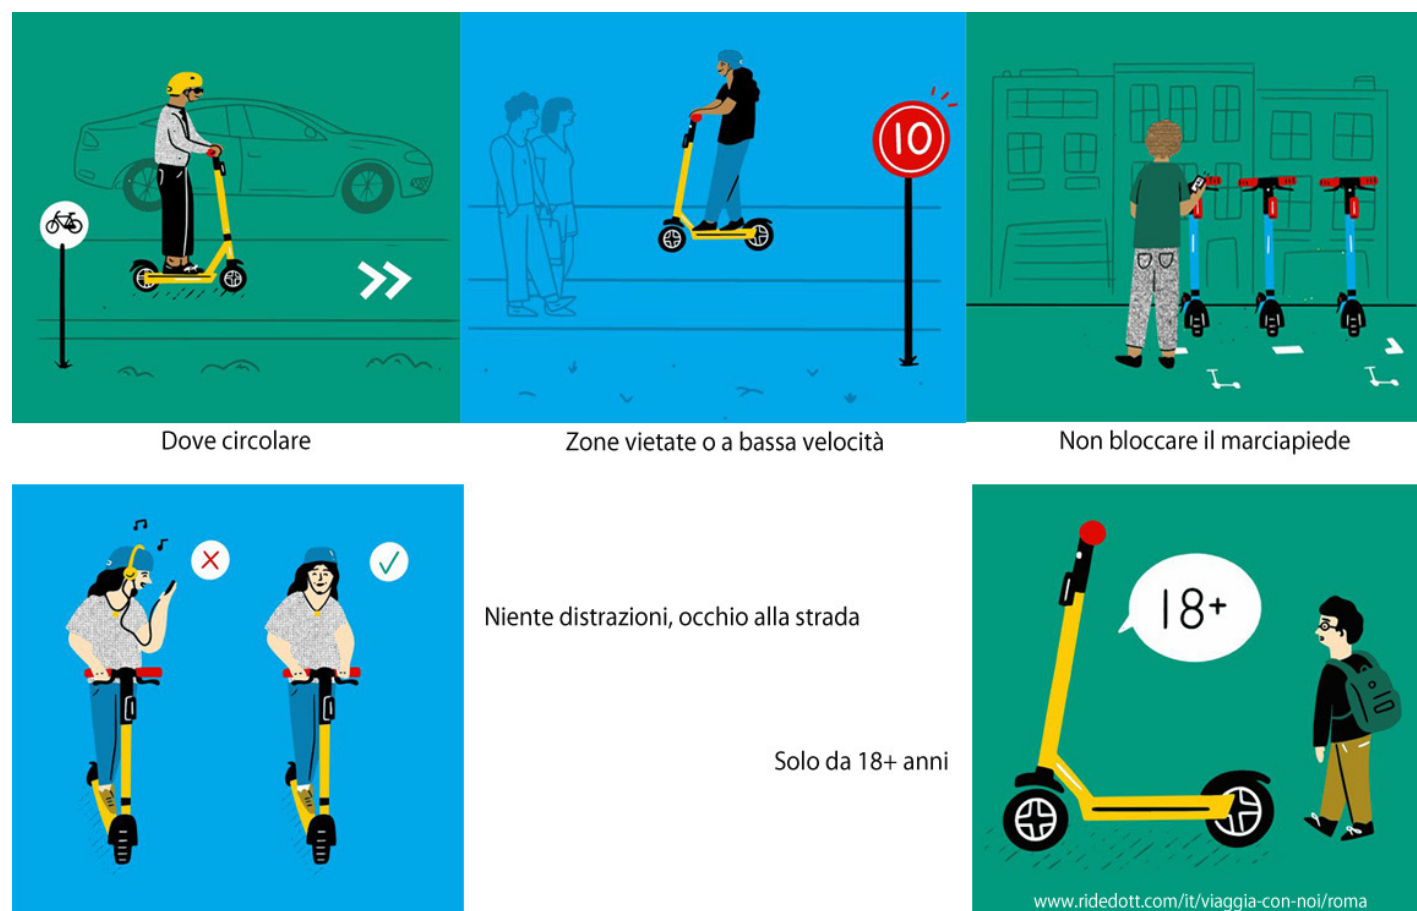 10
Dove circolare
Zone vietate o a bassa velocità
Non bloccare il marciapiede
Niente distrazioni, occhio alla strada
18+
Solo da 18+ anni
www.ridedott.com/it/viaggia-con-noi/roma